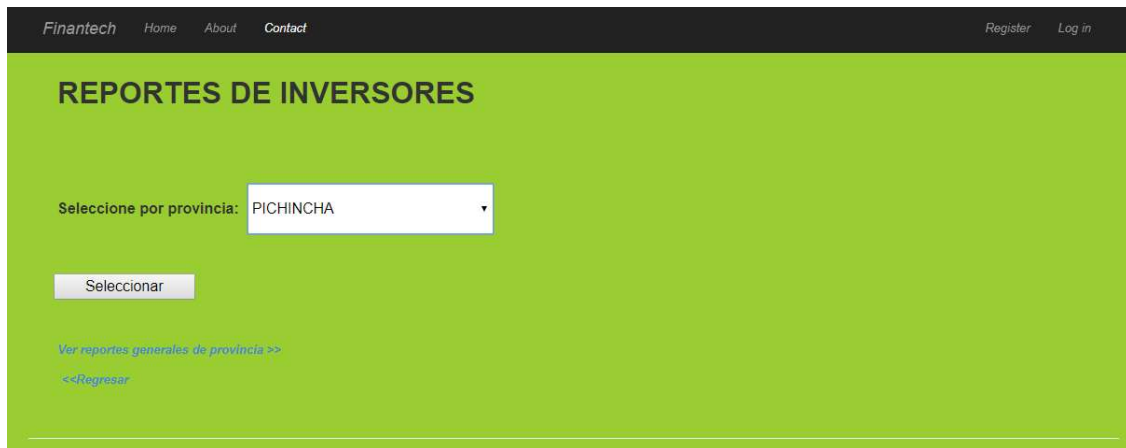 Finantech Home About Contact Register Log in
REPORTES DE INVERSORES
Seleccione por provincia: PICHINCHA
Seleccionar
Ver reportes generales de provincia >>
<<Regresar